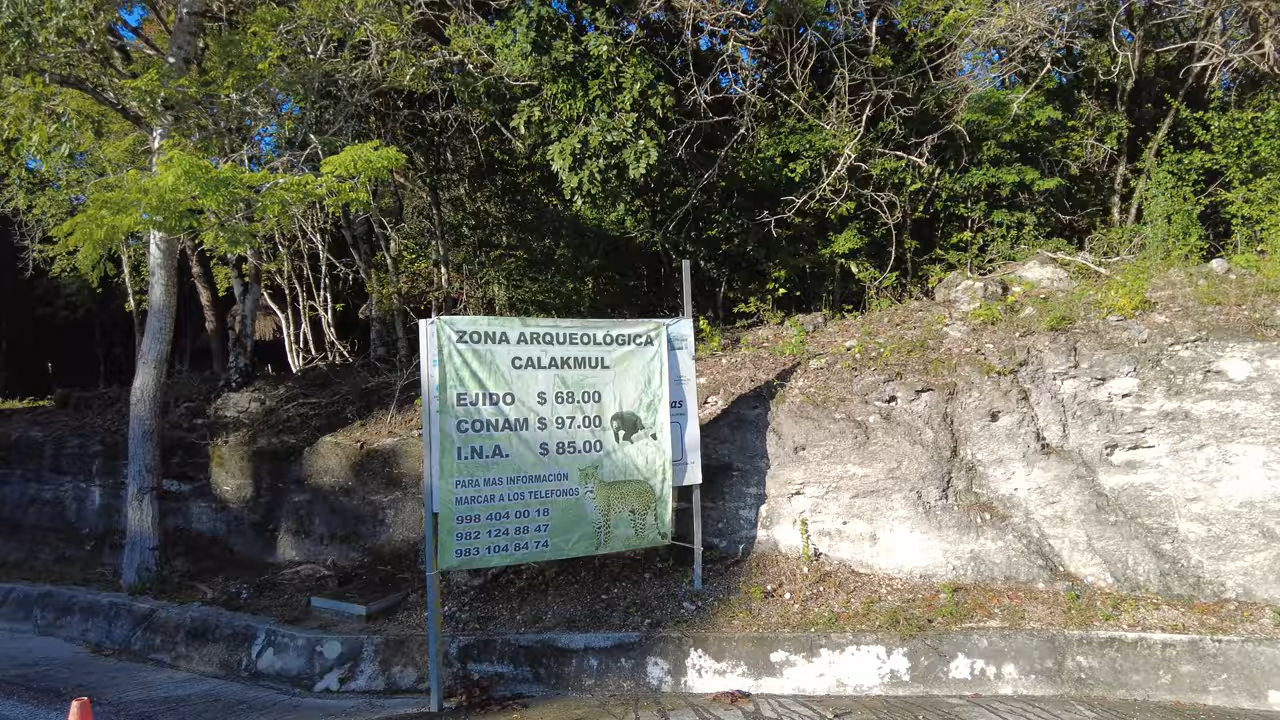 ZONA ARQUEOLÓGICA
CALAKMUL
EJIDO $ 68.00
CONAM $ 97.00
I.N.A. $ 85.00
PARA MAS INFORMACIÓN
MARCAR A LOS TELEFONOS
998 404 00 18
982 124 88 47
983 104 84 74
as